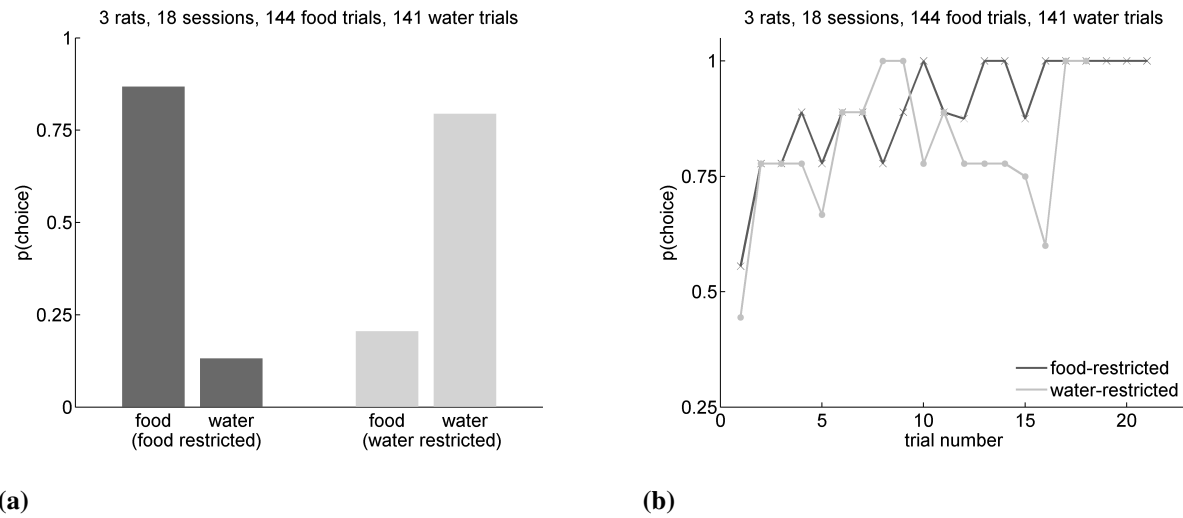 3 rats, 18 sessions, 144 food trials, 141 water trials
1
0.75
0.5
0.25
0
p(choice)
food water food water
(food restricted) (water restricted)
(a)
3 rats, 18 sessions, 144 food trials, 141 water trials
1
0.75
0.5
0.25
p(choice)
food-restricted
water-restricted
0 5 10 15 20
trial number
(b)